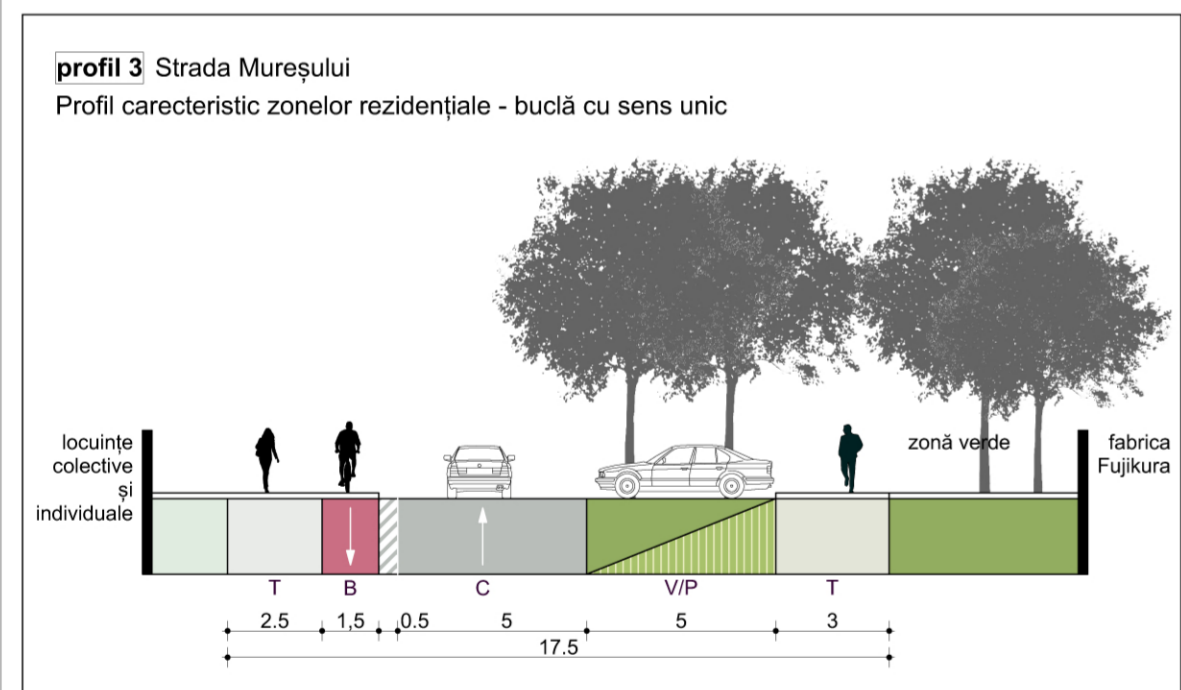 profil 3 Strada Mureșului
Profil carecteristic zonelor rezidențiale - buclă cu sens unic
locuințe
colective
și
individuale
zonă verde
fabrica
Fujikura
T B C V/P T
2.5 1,5 0.5 5 5 3
17.5